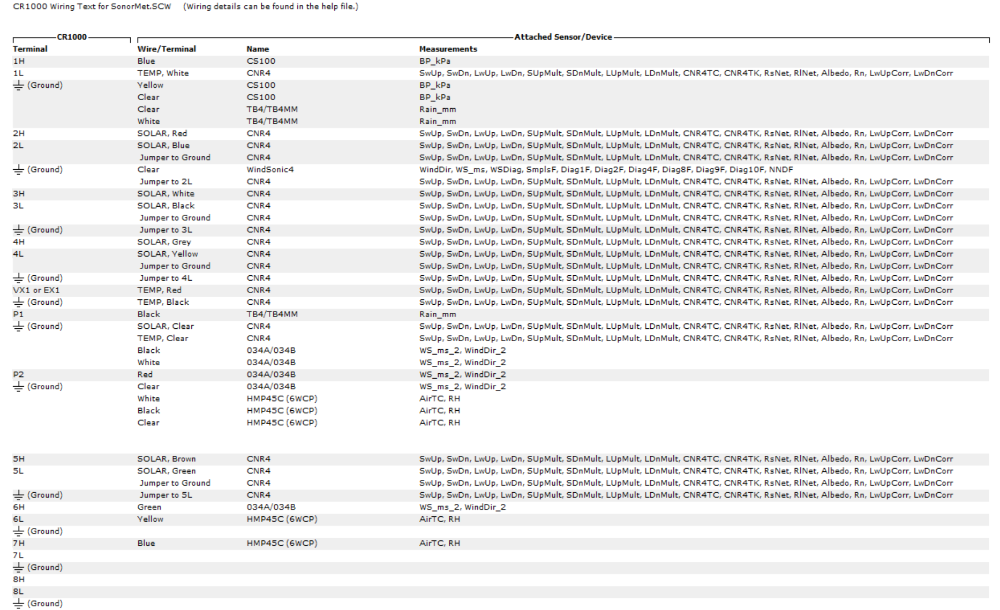 CR1000 Wiring Text for SonorMet.SCW (Wiring details can be found in the help file.)
CR1000 Attached Sensor/Device
Terminal Wire/Terminal Name Measurements
1H Blue CS100 BP_kPa
1L TEMP, White CNR4 SwUp, SwDn, LwUp, LwDn, SUpMult, SDnMult, LUpMult, LDnMult, CNR4TC, CNR4TK, RsNet, RlNet, Albedo, Rn, LwUpCorr, LwDnCorr
⏚ (Ground) Yellow CS100 BP_kPa
Clear CS100 BP_kPa
Clear TB4/TB4MM Rain_mm
White TB4/TB4MM Rain_mm
2H SOLAR, Red CNR4 SwUp, SwDn, LwUp, LwDn, SUpMult, SDnMult, LUpMult, LDnMult, CNR4TC, CNR4TK, RsNet, RlNet, Albedo, Rn, LwUpCorr, LwDnCorr
2L SOLAR, Blue CNR4 SwUp, SwDn, LwUp, LwDn, SUpMult, SDnMult, LUpMult, LDnMult, CNR4TC, CNR4TK, RsNet, RlNet, Albedo, Rn, LwUpCorr, LwDnCorr
Jumper to Ground CNR4 SwUp, SwDn, LwUp, LwDn, SUpMult, SDnMult, LUpMult, LDnMult, CNR4TC, CNR4TK, RsNet, RlNet, Albedo, Rn, LwUpCorr, LwDnCorr
⏚ (Ground) Clear WindSonic4 WindDir, WS_ms, WSDiag, SmplsF, Diag1F, Diag2F, Diag4F, Diag8F, Diag9F, Diag10F, NNDF
Jumper to 2L CNR4 SwUp, SwDn, LwUp, LwDn, SUpMult, SDnMult, LUpMult, LDnMult, CNR4TC, CNR4TK, RsNet, RlNet, Albedo, Rn, LwUpCorr, LwDnCorr
3H SOLAR, White CNR4 SwUp, SwDn, LwUp, LwDn, SUpMult, SDnMult, LUpMult, LDnMult, CNR4TC, CNR4TK, RsNet, RlNet, Albedo, Rn, LwUpCorr, LwDnCorr
3L SOLAR, Black CNR4 SwUp, SwDn, LwUp, LwDn, SUpMult, SDnMult, LUpMult, LDnMult, CNR4TC, CNR4TK, RsNet, RlNet, Albedo, Rn, LwUpCorr, LwDnCorr
Jumper to Ground CNR4 SwUp, SwDn, LwUp, LwDn, SUpMult, SDnMult, LUpMult, LDnMult, CNR4TC, CNR4TK, RsNet, RlNet, Albedo, Rn, LwUpCorr, LwDnCorr
⏚ (Ground) Jumper to 3L CNR4 SwUp, SwDn, LwUp, LwDn, SUpMult, SDnMult, LUpMult, LDnMult, CNR4TC, CNR4TK, RsNet, RlNet, Albedo, Rn, LwUpCorr, LwDnCorr
4H SOLAR, Grey CNR4 SwUp, SwDn, LwUp, LwDn, SUpMult, SDnMult, LUpMult, LDnMult, CNR4TC, CNR4TK, RsNet, RlNet, Albedo, Rn, LwUpCorr, LwDnCorr
4L SOLAR, Yellow CNR4 SwUp, SwDn, LwUp, LwDn, SUpMult, SDnMult, LUpMult, LDnMult, CNR4TC, CNR4TK, RsNet, RlNet, Albedo, Rn, LwUpCorr, LwDnCorr
Jumper to Ground CNR4 SwUp, SwDn, LwUp, LwDn, SUpMult, SDnMult, LUpMult, LDnMult, CNR4TC, CNR4TK, RsNet, RlNet, Albedo, Rn, LwUpCorr, LwDnCorr
⏚ (Ground) Jumper to 4L CNR4 SwUp, SwDn, LwUp, LwDn, SUpMult, SDnMult, LUpMult, LDnMult, CNR4TC, CNR4TK, RsNet, RlNet, Albedo, Rn, LwUpCorr, LwDnCorr
VX1 or EX1 TEMP, Red CNR4 SwUp, SwDn, LwUp, LwDn, SUpMult, SDnMult, LUpMult, LDnMult, CNR4TC, CNR4TK, RsNet, RlNet, Albedo, Rn, LwUpCorr, LwDnCorr
⏚ (Ground) TEMP, Black CNR4 SwUp, SwDn, LwUp, LwDn, SUpMult, SDnMult, LUpMult, LDnMult, CNR4TC, CNR4TK, RsNet, RlNet, Albedo, Rn, LwUpCorr, LwDnCorr
P1 Black TB4/TB4MM Rain_mm
⏚ (Ground) SOLAR, Clear CNR4 SwUp, SwDn, LwUp, LwDn, SUpMult, SDnMult, LUpMult, LDnMult, CNR4TC, CNR4TK, RsNet, RlNet, Albedo, Rn, LwUpCorr, LwDnCorr
TEMP, Clear CNR4 SwUp, SwDn, LwUp, LwDn, SUpMult, SDnMult, LUpMult, LDnMult, CNR4TC, CNR4TK, RsNet, RlNet, Albedo, Rn, LwUpCorr, LwDnCorr
Black 034A/034B WS_ms_2, WindDir_2
White 034A/034B WS_ms_2, WindDir_2
P2 Red 034A/034B WS_ms_2, WindDir_2
⏚ (Ground) Clear 034A/034B WS_ms_2, WindDir_2
White HMP45C (6WCP) AirTC, RH
Black HMP45C (6WCP) AirTC, RH
Clear HMP45C (6WCP) AirTC, RH
5H SOLAR, Brown CNR4 SwUp, SwDn, LwUp, LwDn, SUpMult, SDnMult, LUpMult, LDnMult, CNR4TC, CNR4TK, RsNet, RlNet, Albedo, Rn, LwUpCorr, LwDnCorr
5L SOLAR, Green CNR4 SwUp, SwDn, LwUp, LwDn, SUpMult, SDnMult, LUpMult, LDnMult, CNR4TC, CNR4TK, RsNet, RlNet, Albedo, Rn, LwUpCorr, LwDnCorr
Jumper to Ground CNR4 SwUp, SwDn, LwUp, LwDn, SUpMult, SDnMult, LUpMult, LDnMult, CNR4TC, CNR4TK, RsNet, RlNet, Albedo, Rn, LwUpCorr, LwDnCorr
⏚ (Ground) Jumper to 5L CNR4 SwUp, SwDn, LwUp, LwDn, SUpMult, SDnMult, LUpMult, LDnMult, CNR4TC, CNR4TK, RsNet, RlNet, Albedo, Rn, LwUpCorr, LwDnCorr
6H Green 034A/034B WS_ms_2, WindDir_2
6L Yellow HMP45C (6WCP) AirTC, RH
⏚ (Ground)
7H Blue HMP45C (6WCP) AirTC, RH
7L
⏚ (Ground)
8H
8L
⏚ (Ground)